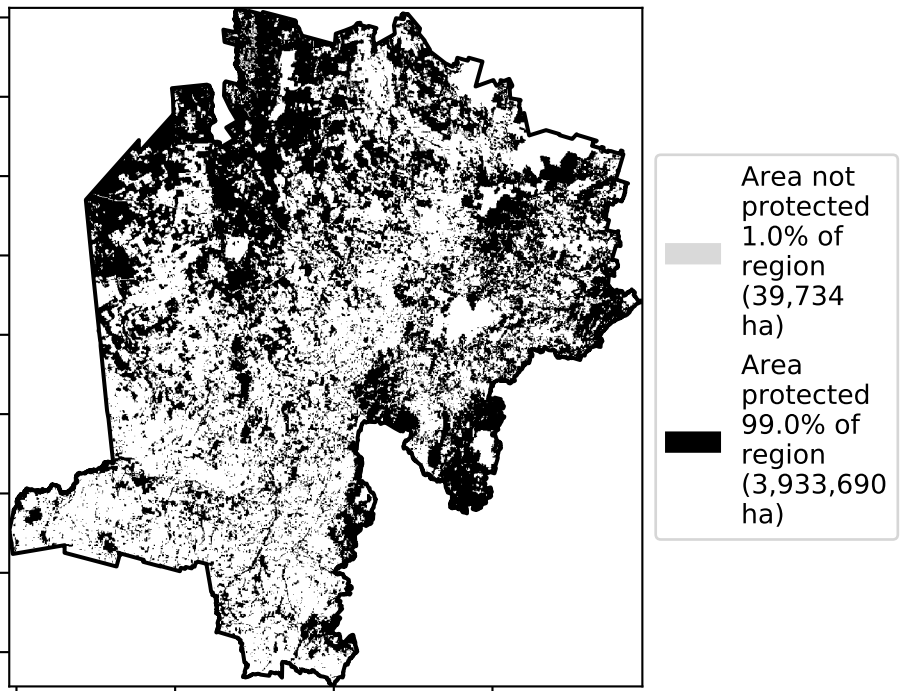 Area not
protected
1.0% of
region
(39,734
ha)
Area
protected
99.0% of
region
(3,933,690
ha)